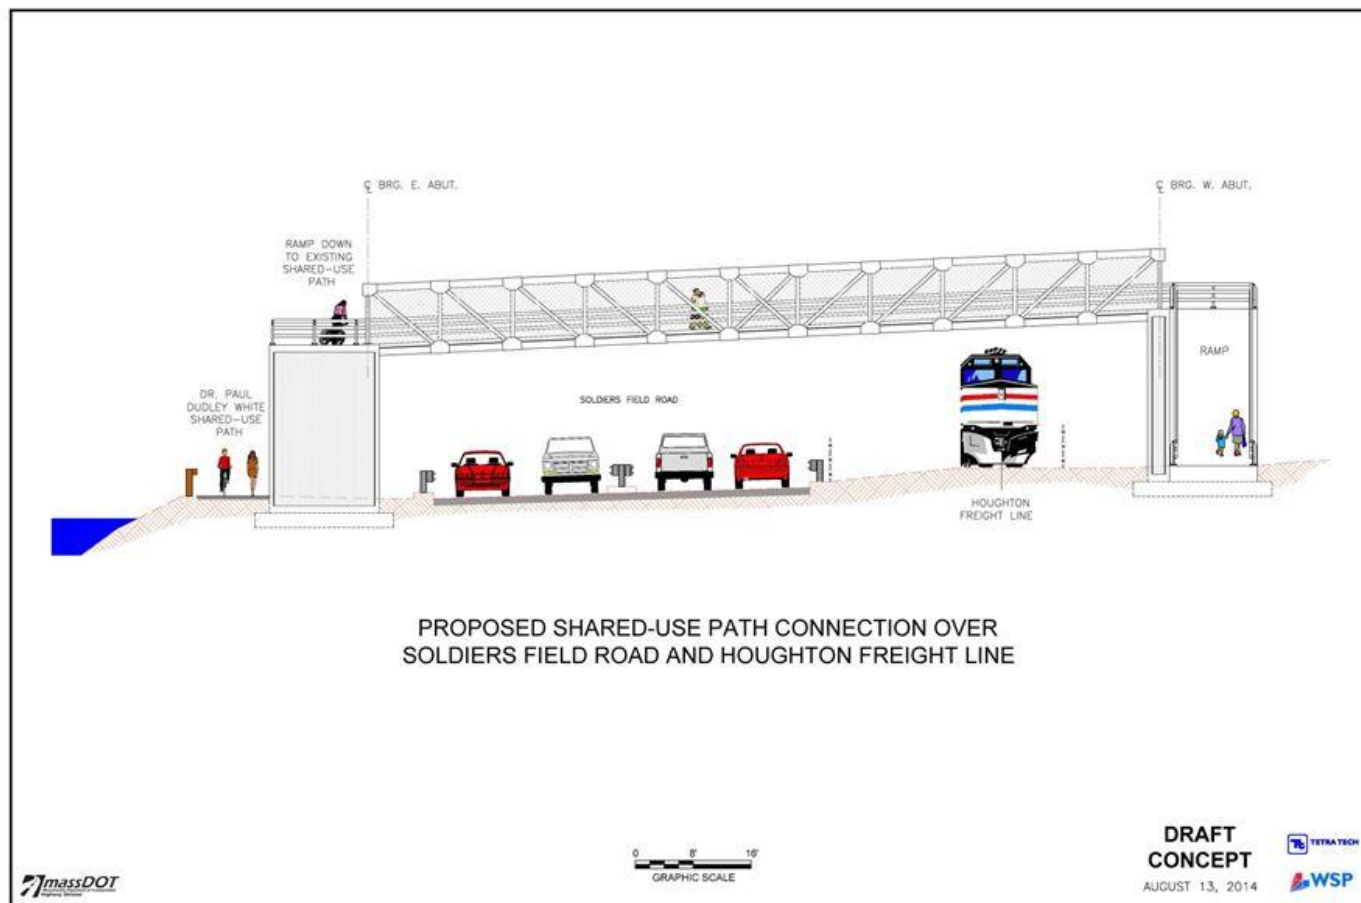 ℄ BRG. E. ABUT.
℄ BRG. W. ABUT.
RAMP DOWN
TO EXISTING
SHARED-USE
PATH
RAMP
DR. PAUL
DUDLEY WHITE
SHARED-USE
PATH
SOLDIERS FIELD ROAD
HOUGHTON
FREIGHT LINE
PROPOSED SHARED-USE PATH CONNECTION OVER
SOLDIERS FIELD ROAD AND HOUGHTON FREIGHT LINE
0 8' 16'
GRAPHIC SCALE
DRAFT
CONCEPT
AUGUST 13, 2014
TETRA TECH
WSP
massDOT
Highway Division